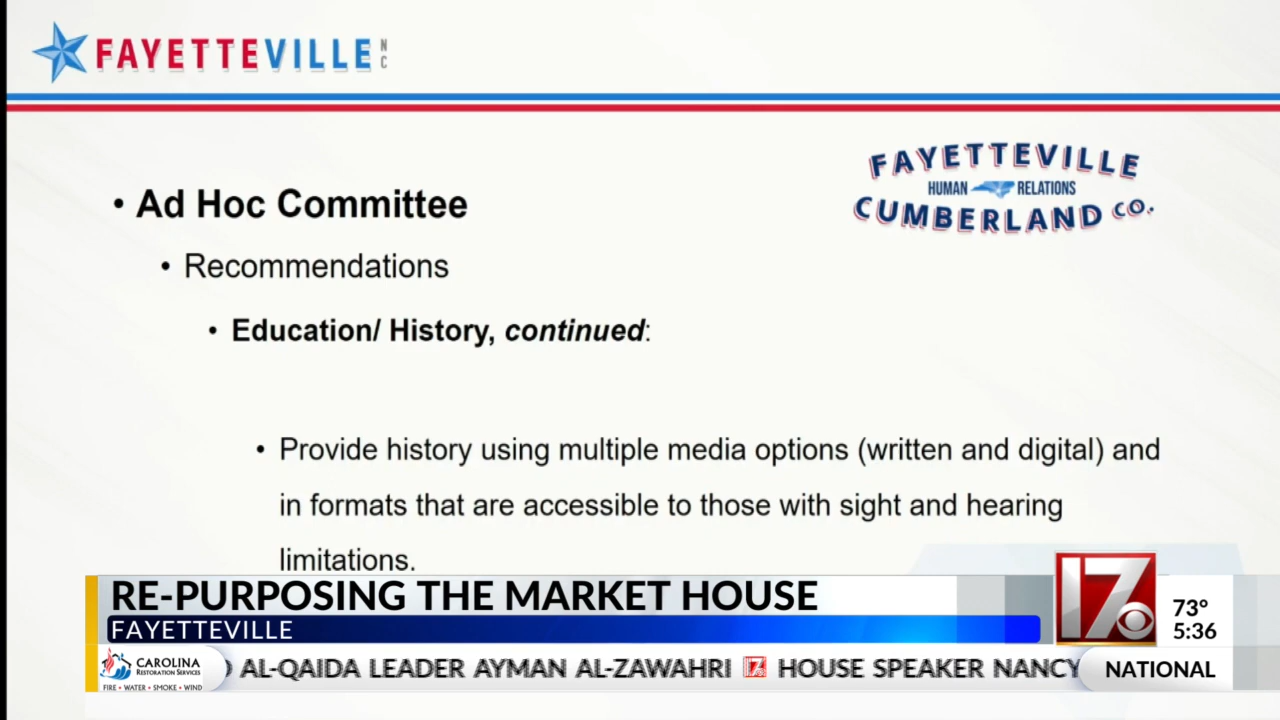 FAYETTEVILLE NC
FAYETTEVILLE
HUMAN RELATIONS
CUMBERLAND CO.
• Ad Hoc Committee
• Recommendations
• Education/ History, continued:
• Provide history using multiple media options (written and digital) and
in formats that are accessible to those with sight and hearing
limitations.
RE-PURPOSING THE MARKET HOUSE
FAYETTEVILLE
17
73°
5:36
CAROLINA
RESTORATION SERVICES
FIRE • WATER • SMOKE • WIND
AL-QAIDA LEADER AYMAN AL-ZAWAHRI 17 HOUSE SPEAKER NANCY
NATIONAL